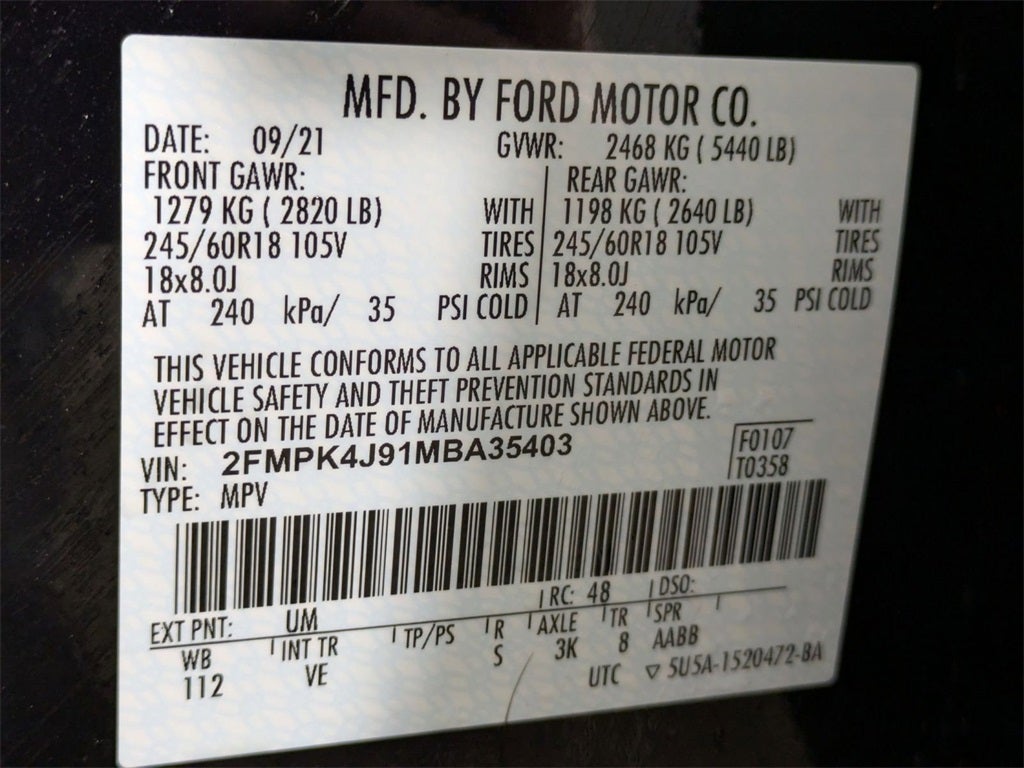 MFD. BY FORD MOTOR CO.
DATE: 09/21 GVWR: 2468 KG ( 5440 LB)
FRONT GAWR: REAR GAWR:
1279 KG ( 2820 LB) WITH 1198 KG ( 2640 LB) WITH
245/60R18 105V TIRES 245/60R18 105V TIRES
18x8.0J RIMS 18x8.0J RIMS
AT 240 kPa/ 35 PSI COLD AT 240 kPa/ 35 PSI COLD
THIS VEHICLE CONFORMS TO ALL APPLICABLE FEDERAL MOTOR
VEHICLE SAFETY AND THEFT PREVENTION STANDARDS IN
EFFECT ON THE DATE OF MANUFACTURE SHOWN ABOVE.
VIN: 2FMPK4J91MBA35403 F0107
TYPE: MPV T0358
EXT PNT: UM RC: 48 DSO:
WB INT TR TP/PS R AXLE TR SPR
112 VE S 3K 8 AABB
UTC ▽ 5U5A-1520472-BA